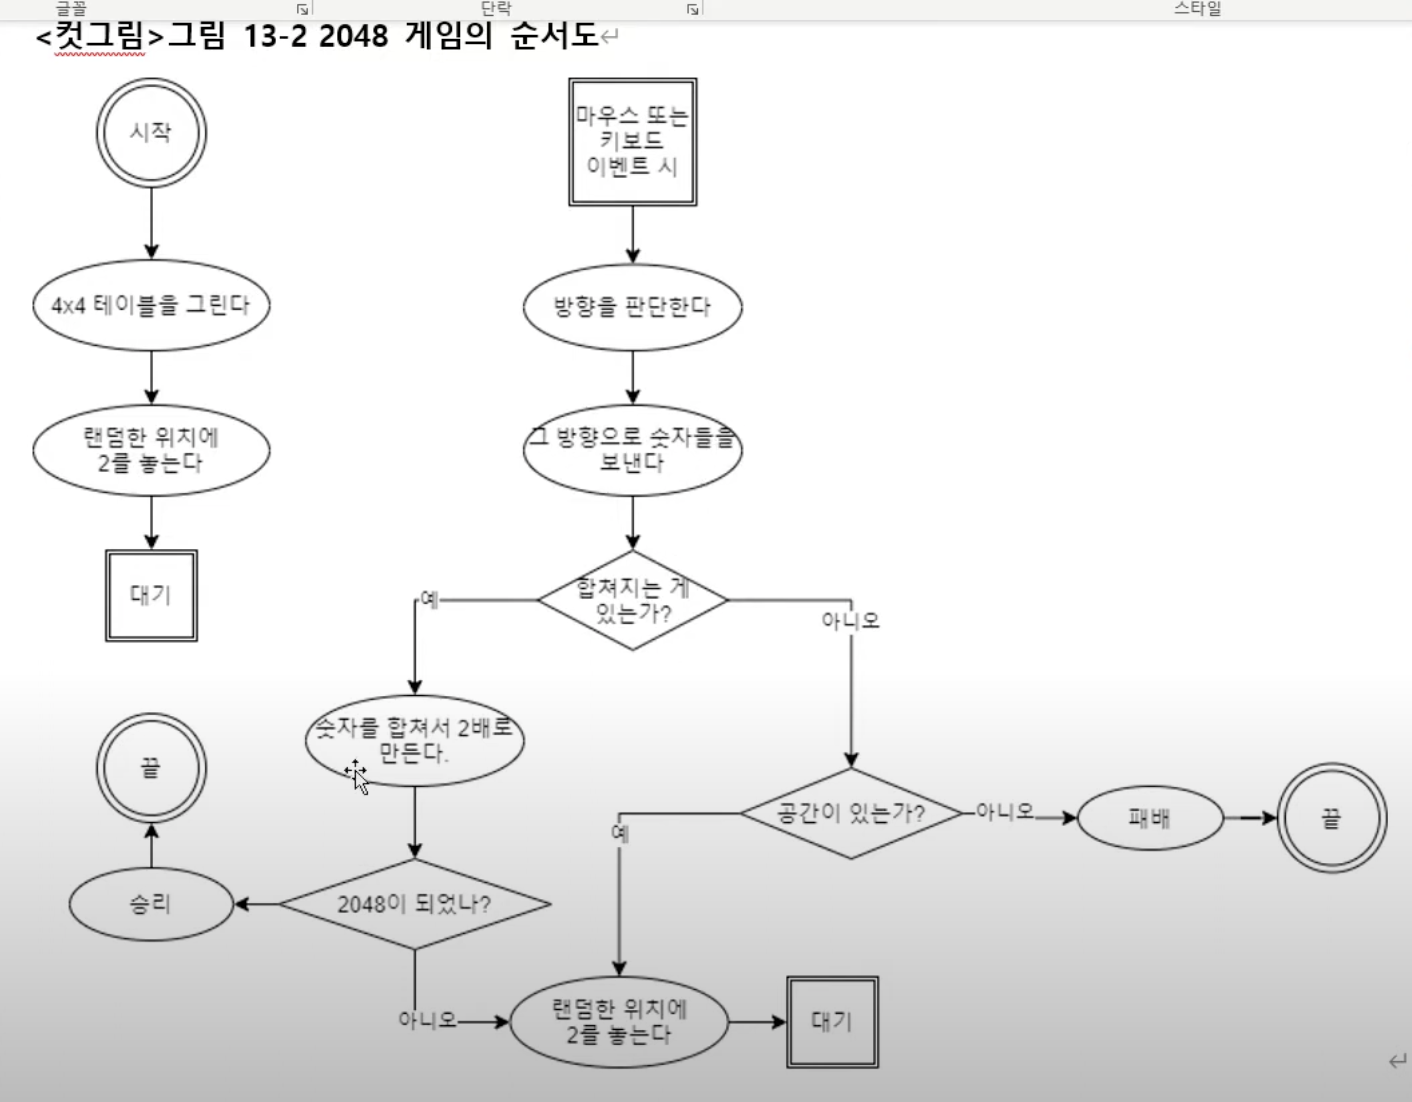 글꼴
단락
스타일
<컷그림>그림 13-2 2048 게임의 순서도
시작
4x4 테이블을 그린다
랜덤한 위치에
2를 놓는다
대기
마우스 또는
키보드
이벤트 시
방향을 판단한다
그 방향으로 숫자들을
보낸다
합쳐지는 게
있는가?
예
아니오
숫자를 합쳐서 2배로
만든다.
2048이 되었나?
승리
끝
아니오
공간이 있는가?
예
아니오
패배
끝
랜덤한 위치에
2를 놓는다
대기